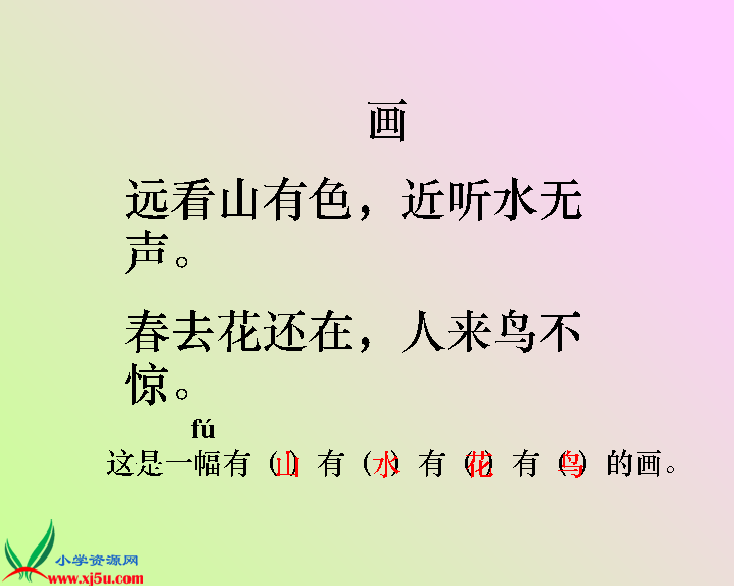 画
远看山有色，近听水无
声。
春去花还在，人来鸟不
惊。
fú
这是一幅有（山）有（水）有（花）有（鸟）的画。
小学资源网
www.xj5u.com